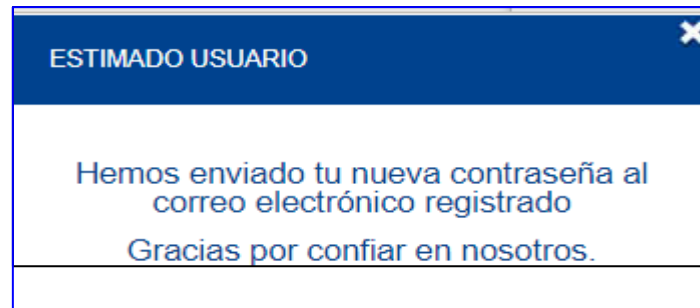 ESTIMADO USUARIO
Hemos enviado tu nueva contraseña al
correo electrónico registrado
Gracias por confiar en nosotros.